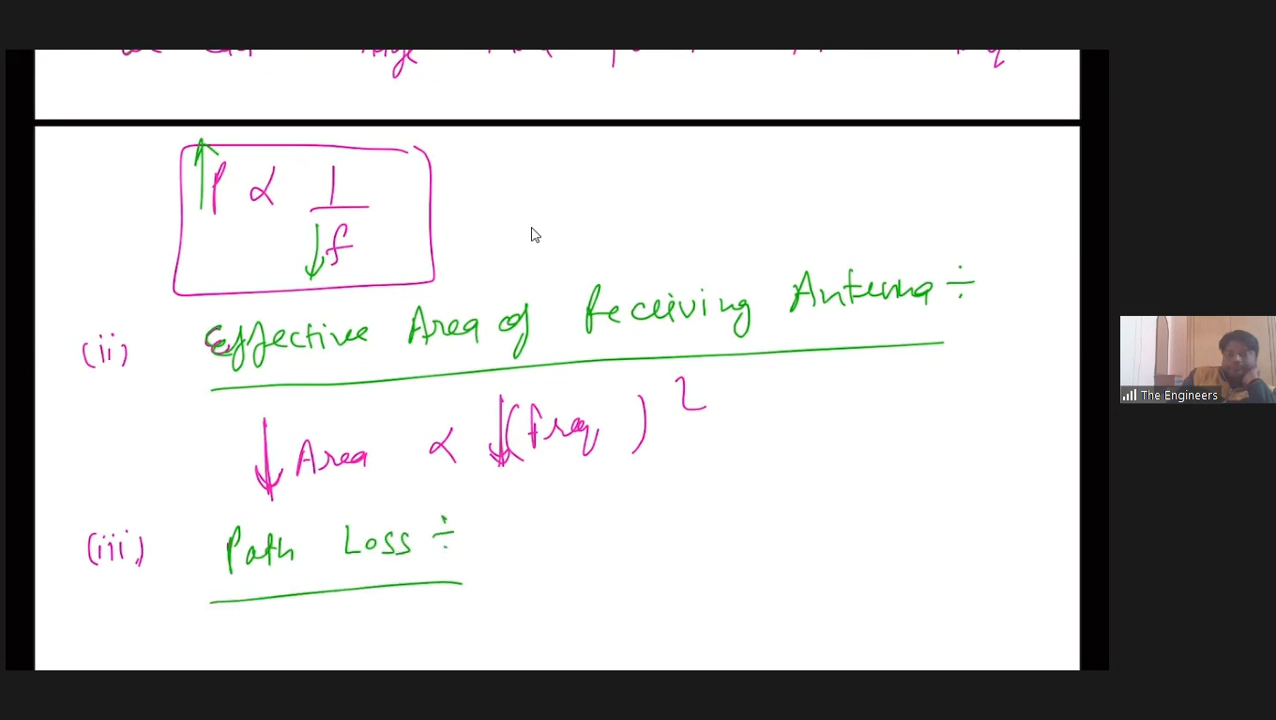 P ∝ 1/f
(ii) Effective Area of Receiving Antenna ÷
↓ Area ∝ ↓(freq)²
(iii) Path Loss ÷
The Engineers